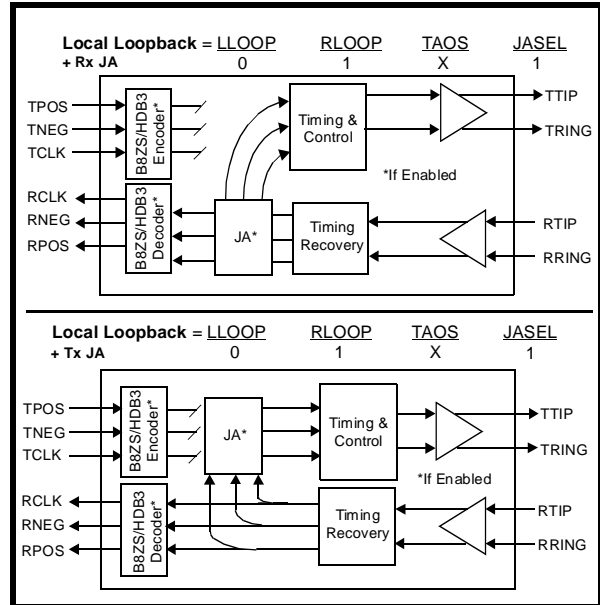 Local Loopback = LLOOP RLOOP TAOS JASEL
+ Rx JA 0 1 X 1
TPOS
TNEG
TCLK
B8ZS/HDB3
Encoder*
Timing &
Control
TTIP
TRING
*If Enabled
RCLK
RNEG
RPOS
B8ZS/HDB3
Decoder*
JA*
Timing
Recovery
RTIP
RRING
Local Loopback = LLOOP RLOOP TAOS JASEL
+ Tx JA 0 1 X 1
TPOS
TNEG
TCLK
B8ZS/HDB3
Encoder*
JA*
Timing &
Control
TTIP
TRING
*If Enabled
RCLK
RNEG
RPOS
B8ZS/HDB3
Decoder*
Timing
Recovery
RTIP
RRING